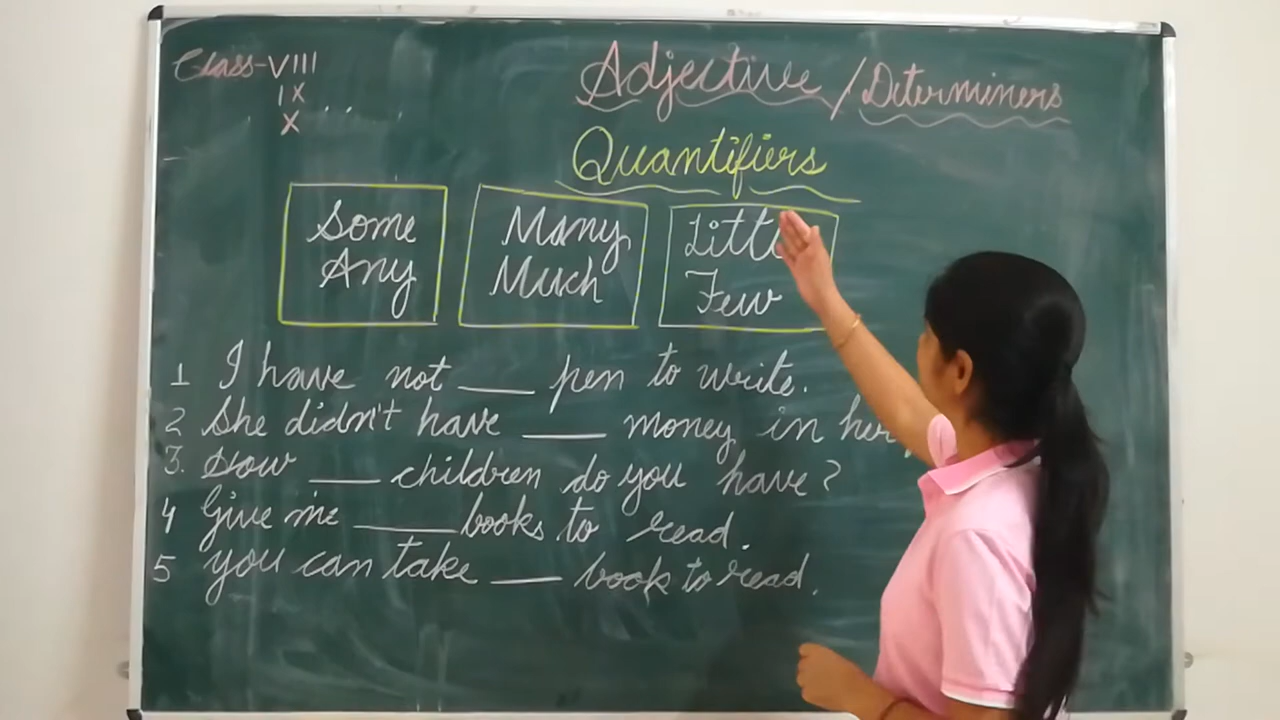 Class-VIII
IX
X
Adjective / Determiners
Quantifiers
Some
Any
Many
Much
Little
Few
1 I have not ___ pen to write.
2 She didn't have ___ money in her
3. How ___ children do you have?
4 Give me ___ books to read.
5 you can take ___ book to read.